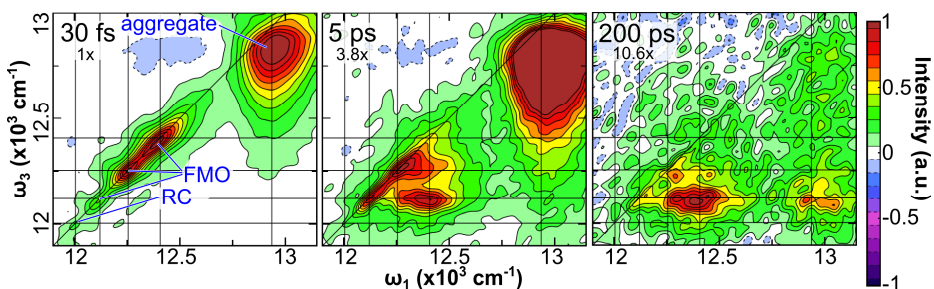 30 fs
1x
aggregate
FMO
RC
5 ps
3.8x
200 ps
10.6x
ω₃ (x10³ cm⁻¹)
13
12.5
12
12 12.5 13
12 12.5 13
12 12.5 13
ω₁ (x10³ cm⁻¹)
1
0.5
0
-0.5
-1
Intensity (a.u.)